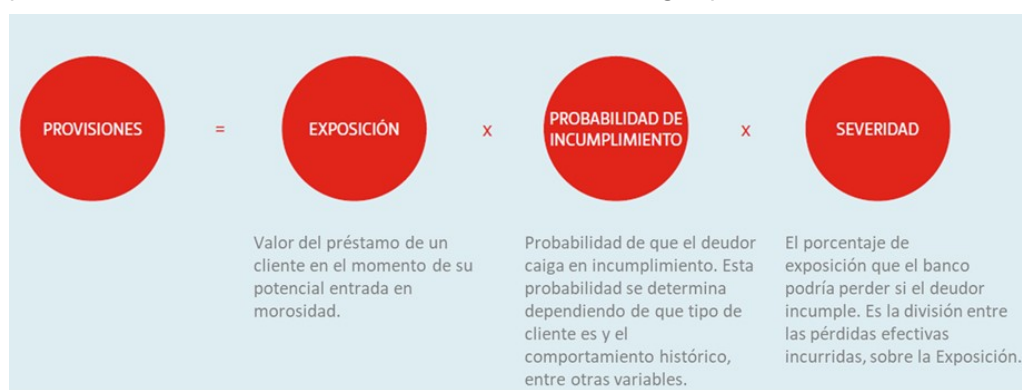 PROVISIONES
=
EXPOSICIÓN
x
PROBABILIDAD DE
INCUMPLIMIENTO
x
SEVERIDAD
Valor del préstamo de un
cliente en el momento de su
potencial entrada en
morosidad.
Probabilidad de que el deudor
caiga en incumplimiento. Esta
probabilidad se determina
dependiendo de que tipo de
cliente es y el
comportamiento histórico,
entre otras variables.
El porcentaje de
exposición que el banco
podría perder si el deudor
incumple. Es la división entre
las pérdidas efectivas
incurridas, sobre la Exposición.